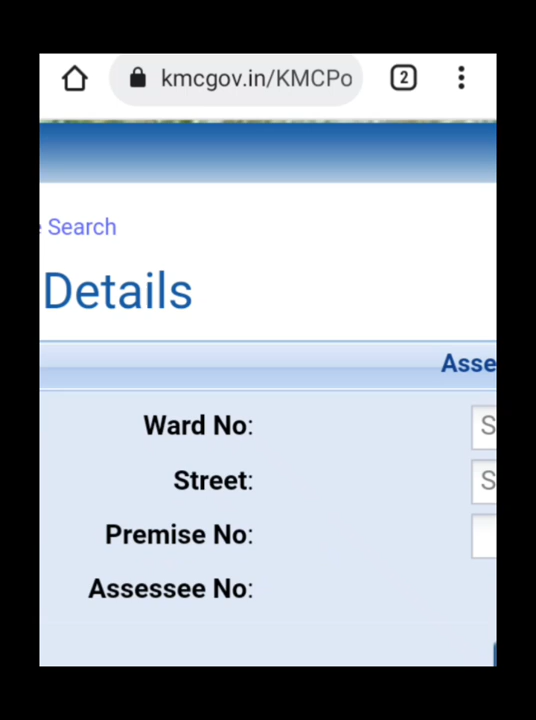 kmcgov.in/KMCPo
2
Search
Details
Asse
Ward No:
S
Street:
S
Premise No:
Assessee No: